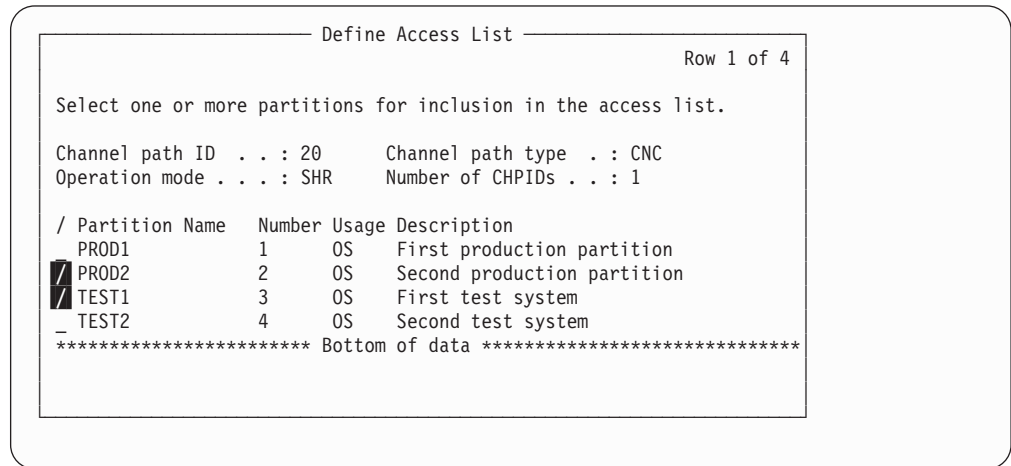 Define Access List
Row 1 of 4
Select one or more partitions for inclusion in the access list.
Channel path ID . . : 20 Channel path type . : CNC
Operation mode . . . : SHR Number of CHPIDs . . : 1
/ Partition Name Number Usage Description
_ PROD1 1 OS First production partition
/ PROD2 2 OS Second production partition
/ TEST1 3 OS First test system
_ TEST2 4 OS Second test system
************************ Bottom of data ******************************